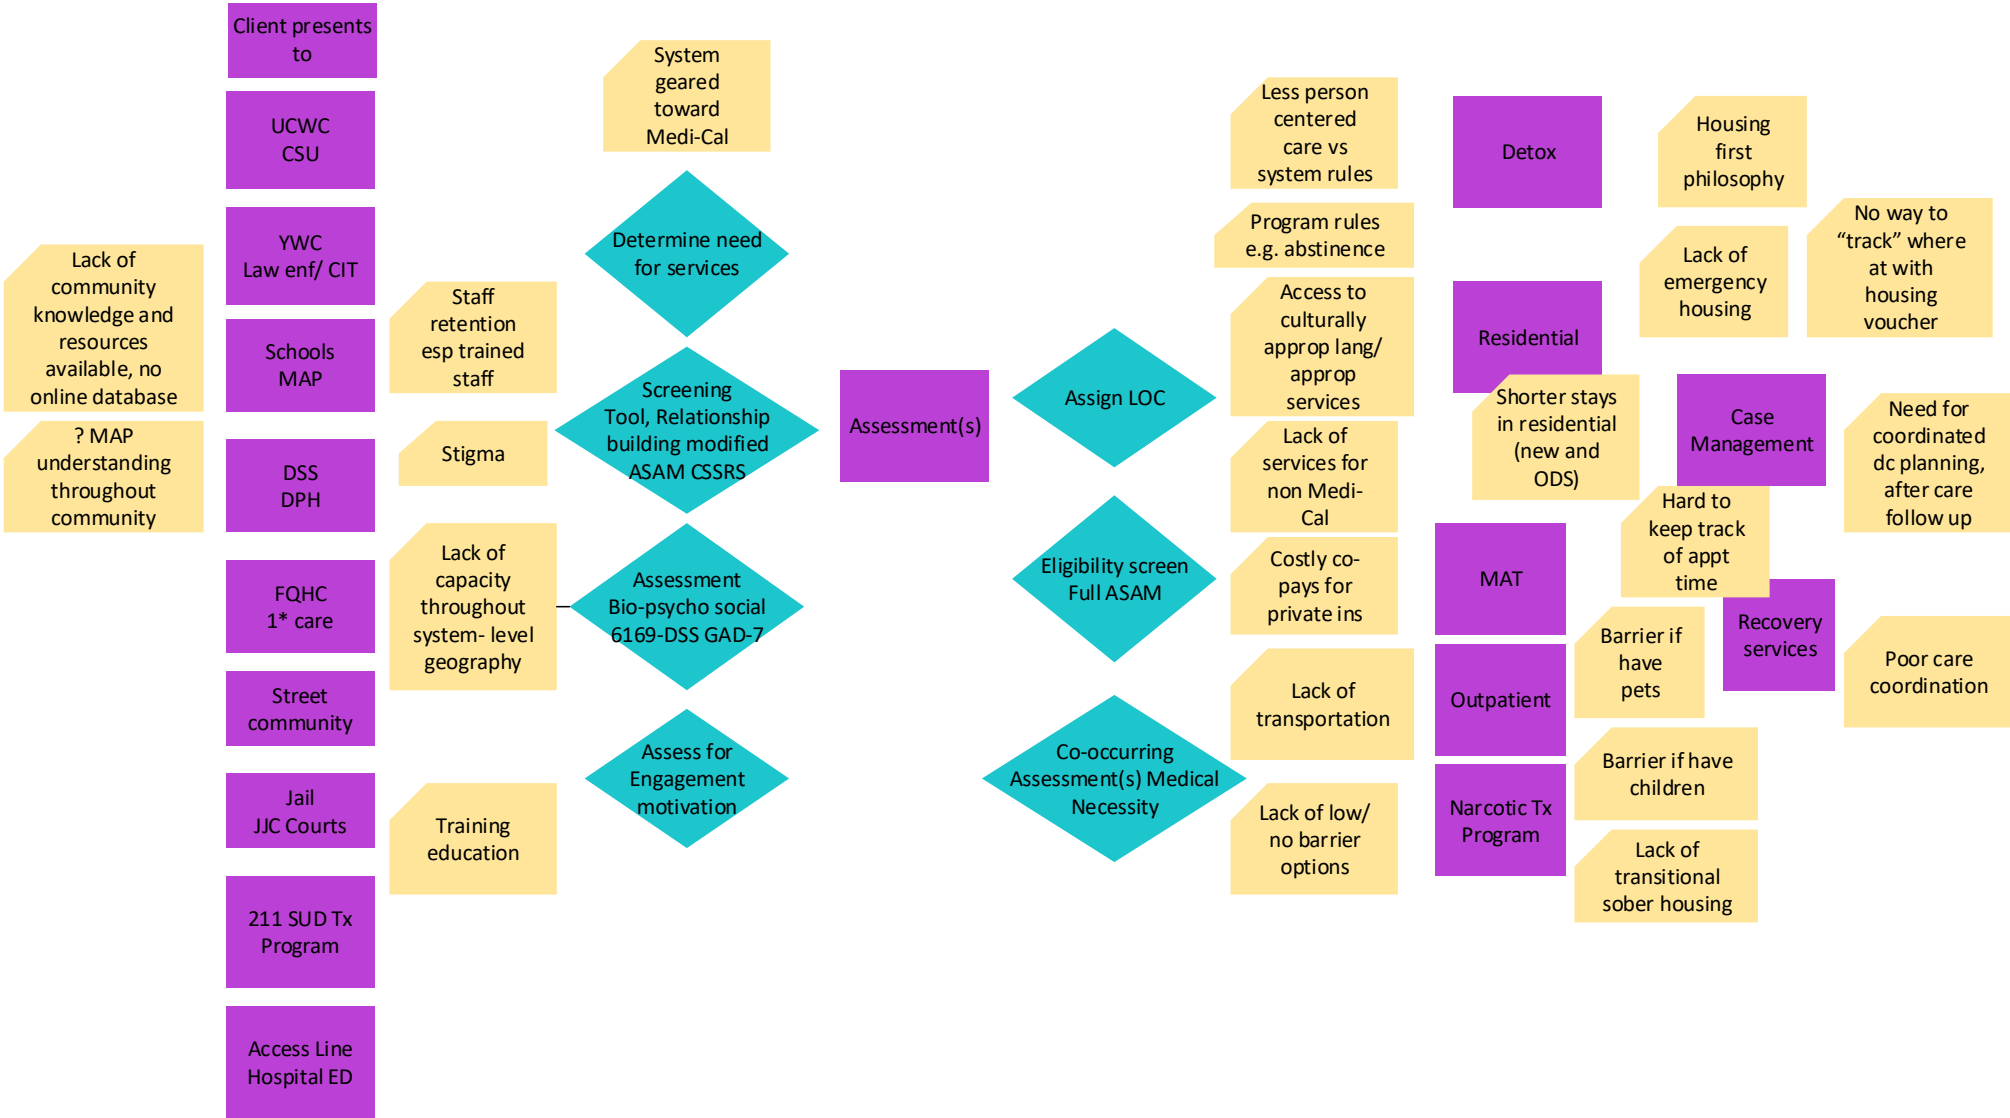 Client presents
to
UCWC
CSU
YWC
Law enf/ CIT
Schools
MAP
DSS
DPH
FQHC
1* care
Street
community
Jail
JJC Courts
211 SUD Tx
Program
Access Line
Hospital ED
Lack of
community
knowledge and
resources
available, no
online database
? MAP
understanding
throughout
community
Staff
retention
esp trained
staff
Stigma
Lack of
capacity
throughout
system- level
geography
Training
education
System
geared
toward
Medi-Cal
Determine need
for services
Screening
Tool, Relationship
building modified
ASAM CSSRS
Assessment
Bio-psycho social
6169-DSS GAD-7
Assess for
Engagement
motivation
Assessment(s)
Assign LOC
Eligibility screen
Full ASAM
Co-occurring
Assessment(s) Medical
Necessity
Less person
centered
care vs
system rules
Program rules
e.g. abstinence
Access to
culturally
approp lang/
approp
services
Lack of
services for
non Medi-
Cal
Costly co-
pays for
private ins
Lack of
transportation
Lack of low/
no barrier
options
Detox
Residential
Shorter stays
in residential
(new and
ODS)
MAT
Outpatient
Narcotic Tx
Program
Housing
first
philosophy
Lack of
emergency
housing
No way to
“track” where
at with
housing
voucher
Case
Management
Need for
coordinated
dc planning,
after care
follow up
Hard to
keep track
of appt
time
Recovery
services
Barrier if
have
pets
Poor care
coordination
Barrier if have
children
Lack of
transitional
sober housing